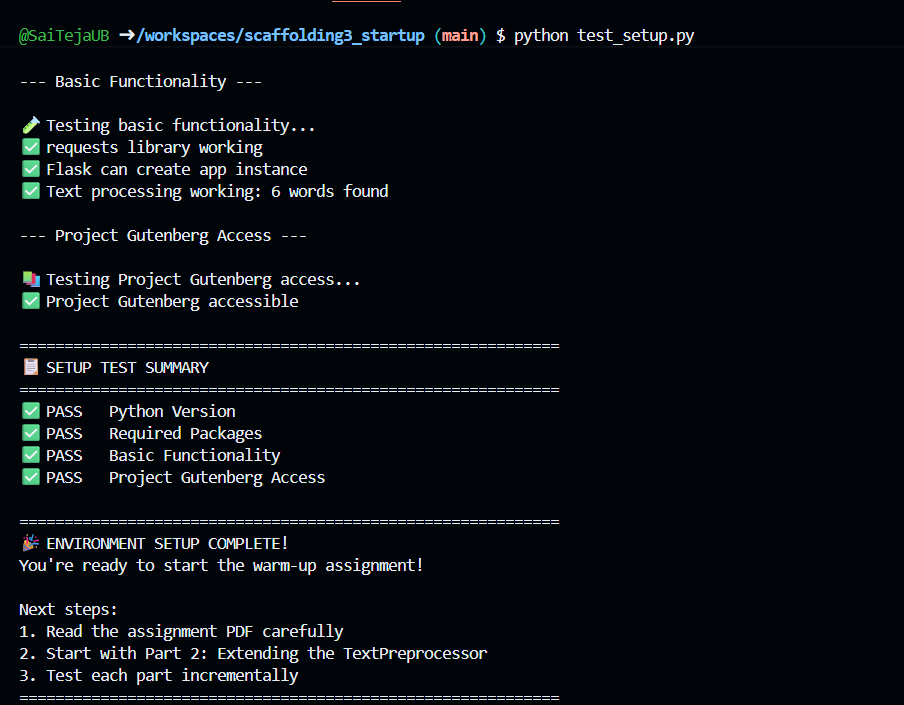 @SaiTejaUB ➜/workspaces/scaffolding3_startup (main) $ python test_setup.py
--- Basic Functionality ---
🧪 Testing basic functionality...
✅ requests library working
✅ Flask can create app instance
✅ Text processing working: 6 words found
--- Project Gutenberg Access ---
📚 Testing Project Gutenberg access...
✅ Project Gutenberg accessible
============================================================
📋 SETUP TEST SUMMARY
============================================================
✅ PASS   Python Version
✅ PASS   Required Packages
✅ PASS   Basic Functionality
✅ PASS   Project Gutenberg Access
============================================================
🎉 ENVIRONMENT SETUP COMPLETE!
You're ready to start the warm-up assignment!
Next steps:
1. Read the assignment PDF carefully
2. Start with Part 2: Extending the TextPreprocessor
3. Test each part incrementally
============================================================